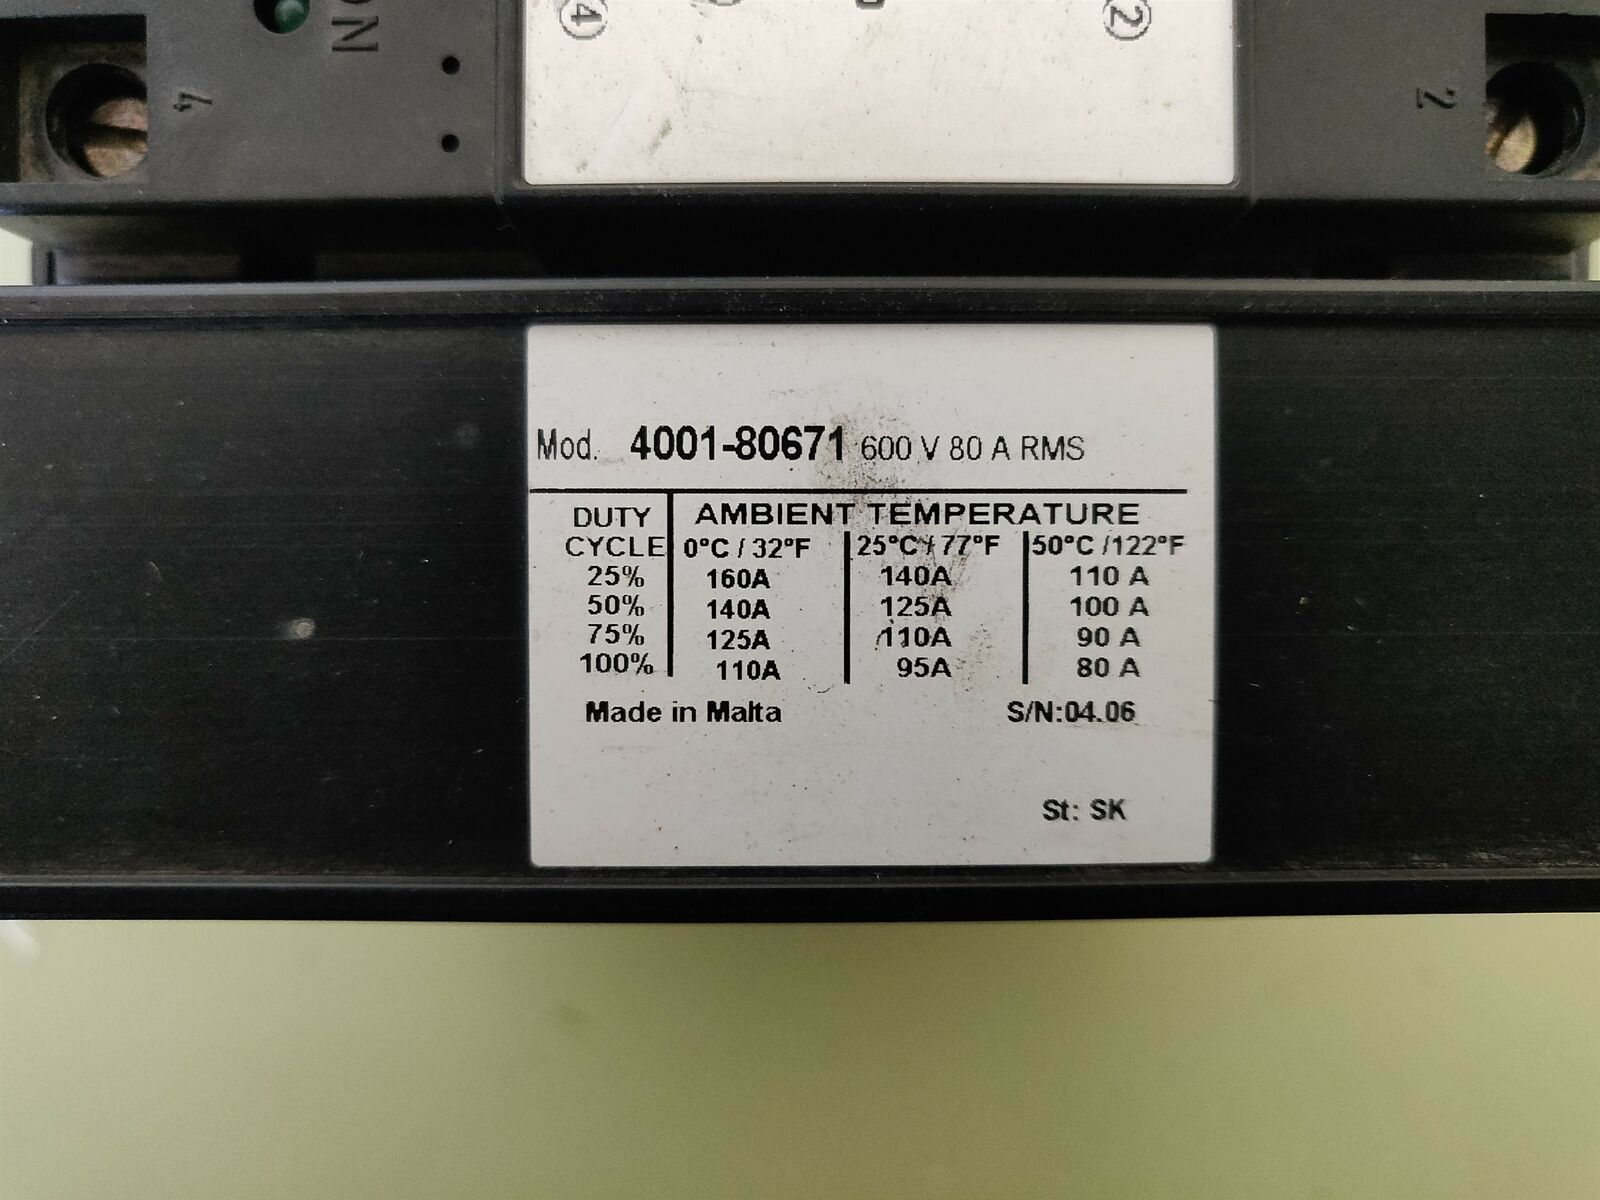 ON
④
②
4
2
Mod. 4001-80671 600 V 80 A RMS
DUTY CYCLE AMBIENT TEMPERATURE
0°C / 32°F 25°C / 77°F 50°C /122°F
25% 160A 140A 110 A
50% 140A 125A 100 A
75% 125A 110A 90 A
100% 110A 95A 80 A
Made in Malta S/N:04.06
St: SK